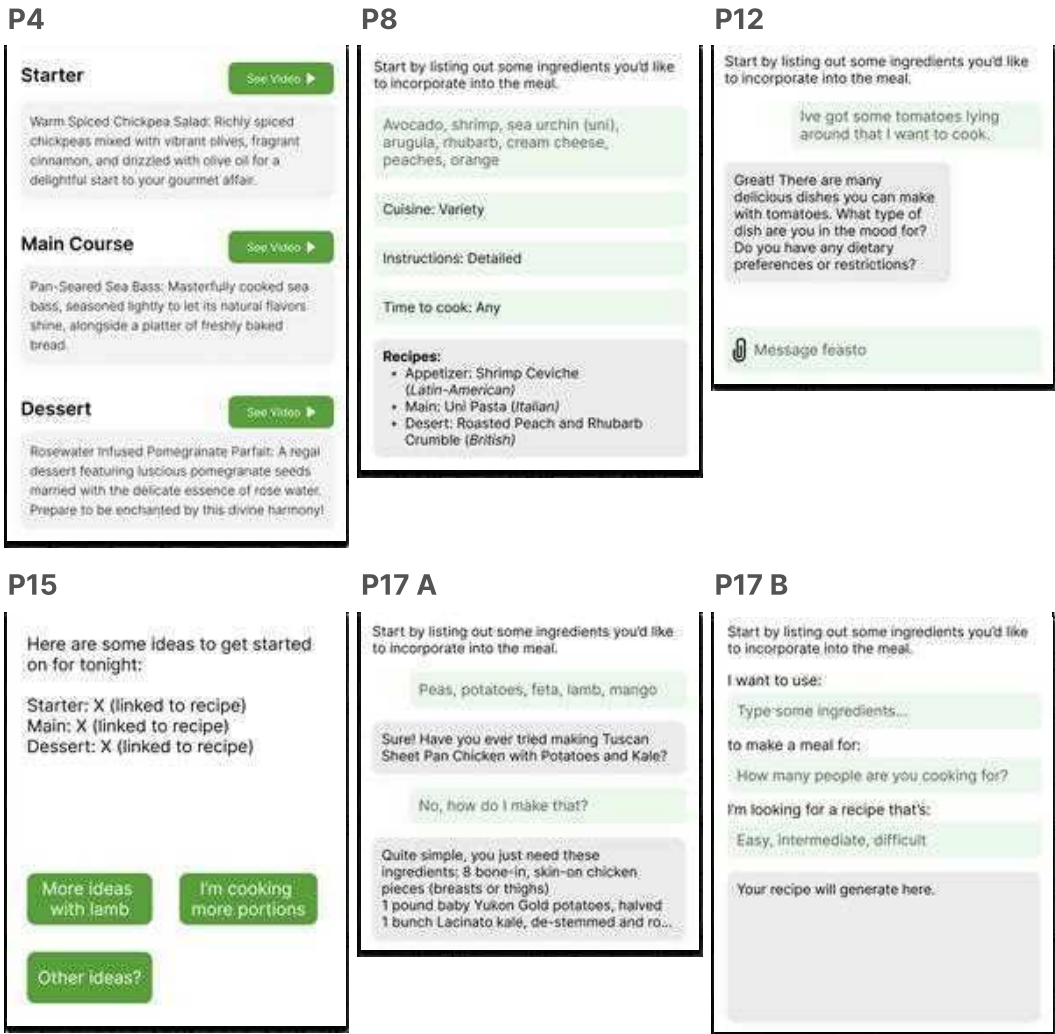 P4
Starter
See Video
Warm Spiced Chickpea Salad: Richly spiced
chickpeas mixed with vibrant olives, fragrant
cinnamon, and drizzled with olive oil for a
delightful start to your gourmet affair.
Main Course
See Video
Pan-Seared Sea Bass: Masterfully cooked sea
bass, seasoned lightly to let its natural flavors
shine, alongside a platter of freshly baked
bread.
Dessert
See Video
Rosewater Infused Pomegranate Parfait: A regal
dessert featuring luscious pomegranate seeds
married with the delicate essence of rose water.
Prepare to be enchanted by this divine harmony!
P8
Start by listing out some ingredients you'd like
to incorporate into the meal.
Avocado, shrimp, sea urchin (uni),
arugula, rhubarb, cream cheese,
peaches, orange
Cuisine: Variety
Instructions: Detailed
Time to cook: Any
Recipes:
• Appetizer: Shrimp Ceviche
(Latin-American)
• Main: Uni Pasta (Italian)
• Desert: Roasted Peach and Rhubarb
Crumble (British)
P12
Start by listing out some ingredients you'd like
to incorporate into the meal.
Ive got some tomatoes lying
around that I want to cook.
Great! There are many
delicious dishes you can make
with tomatoes. What type of
dish are you in the mood for?
Do you have any dietary
preferences or restrictions?
Message feasto
P15
Here are some ideas to get started
on for tonight:
Starter: X (linked to recipe)
Main: X (linked to recipe)
Dessert: X (linked to recipe)
More ideas
with lamb
I'm cooking
more portions
Other ideas?
P17 A
Start by listing out some ingredients you'd like
to incorporate into the meal.
Peas, potatoes, feta, lamb, mango
Sure! Have you ever tried making Tuscan
Sheet Pan Chicken with Potatoes and Kale?
No, how do I make that?
Quite simple, you just need these
ingredients: 8 bone-in, skin-on chicken
pieces (breasts or thighs)
1 pound baby Yukon Gold potatoes, halved
1 bunch Lacinato kale, de-stemmed and ro...
P17 B
Start by listing out some ingredients you'd like
to incorporate into the meal.
I want to use:
Type some ingredients...
to make a meal for:
How many people are you cooking for?
I'm looking for a recipe that's:
Easy, intermediate, difficult
Your recipe will generate here.